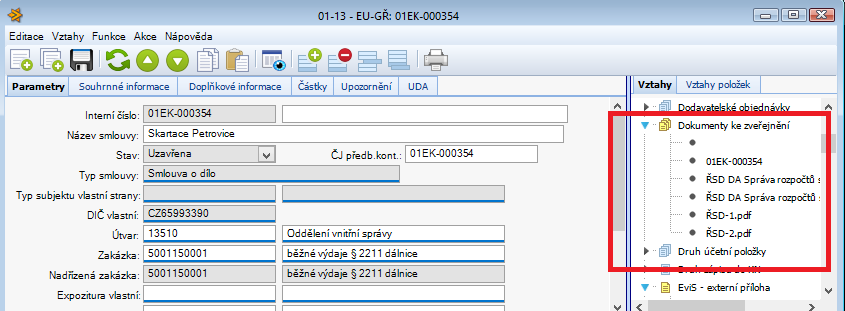 01-13 - EU-GŘ: 01EK-000354
Editace Vztahy Funkce Akce Nápověda
Parametry Souhrnné informace Doplňkové informace Částky Upozornění UDA
Interní číslo: 01EK-000354
Název smlouvy: Skartace Petrovice
Stav: Uzavřena ČJ předb.kont.: 01EK-000354
Typ smlouvy: Smlouva o dílo
Typ subjektu vlastní strany:
DIČ vlastní: CZ65993390
Útvar: 13510 Oddělení vnitřní správy
Zakázka: 5001150001 běžné výdaje § 2211 dálnice
Nadřízená zakázka: 5001150001 běžné výdaje § 2211 dálnice
Expozitura vlastní:
Vztahy Vztahy položek
Dodavatelské objednávky
Dokumenty ke zveřejnění
01EK-000354
ŘSD DA Správa rozpočtů s
ŘSD DA Správa rozpočtů s
ŘSD-1.pdf
ŘSD-2.pdf
Druh účetní položky
Druh zápisu do KN
EviS - externí příloha